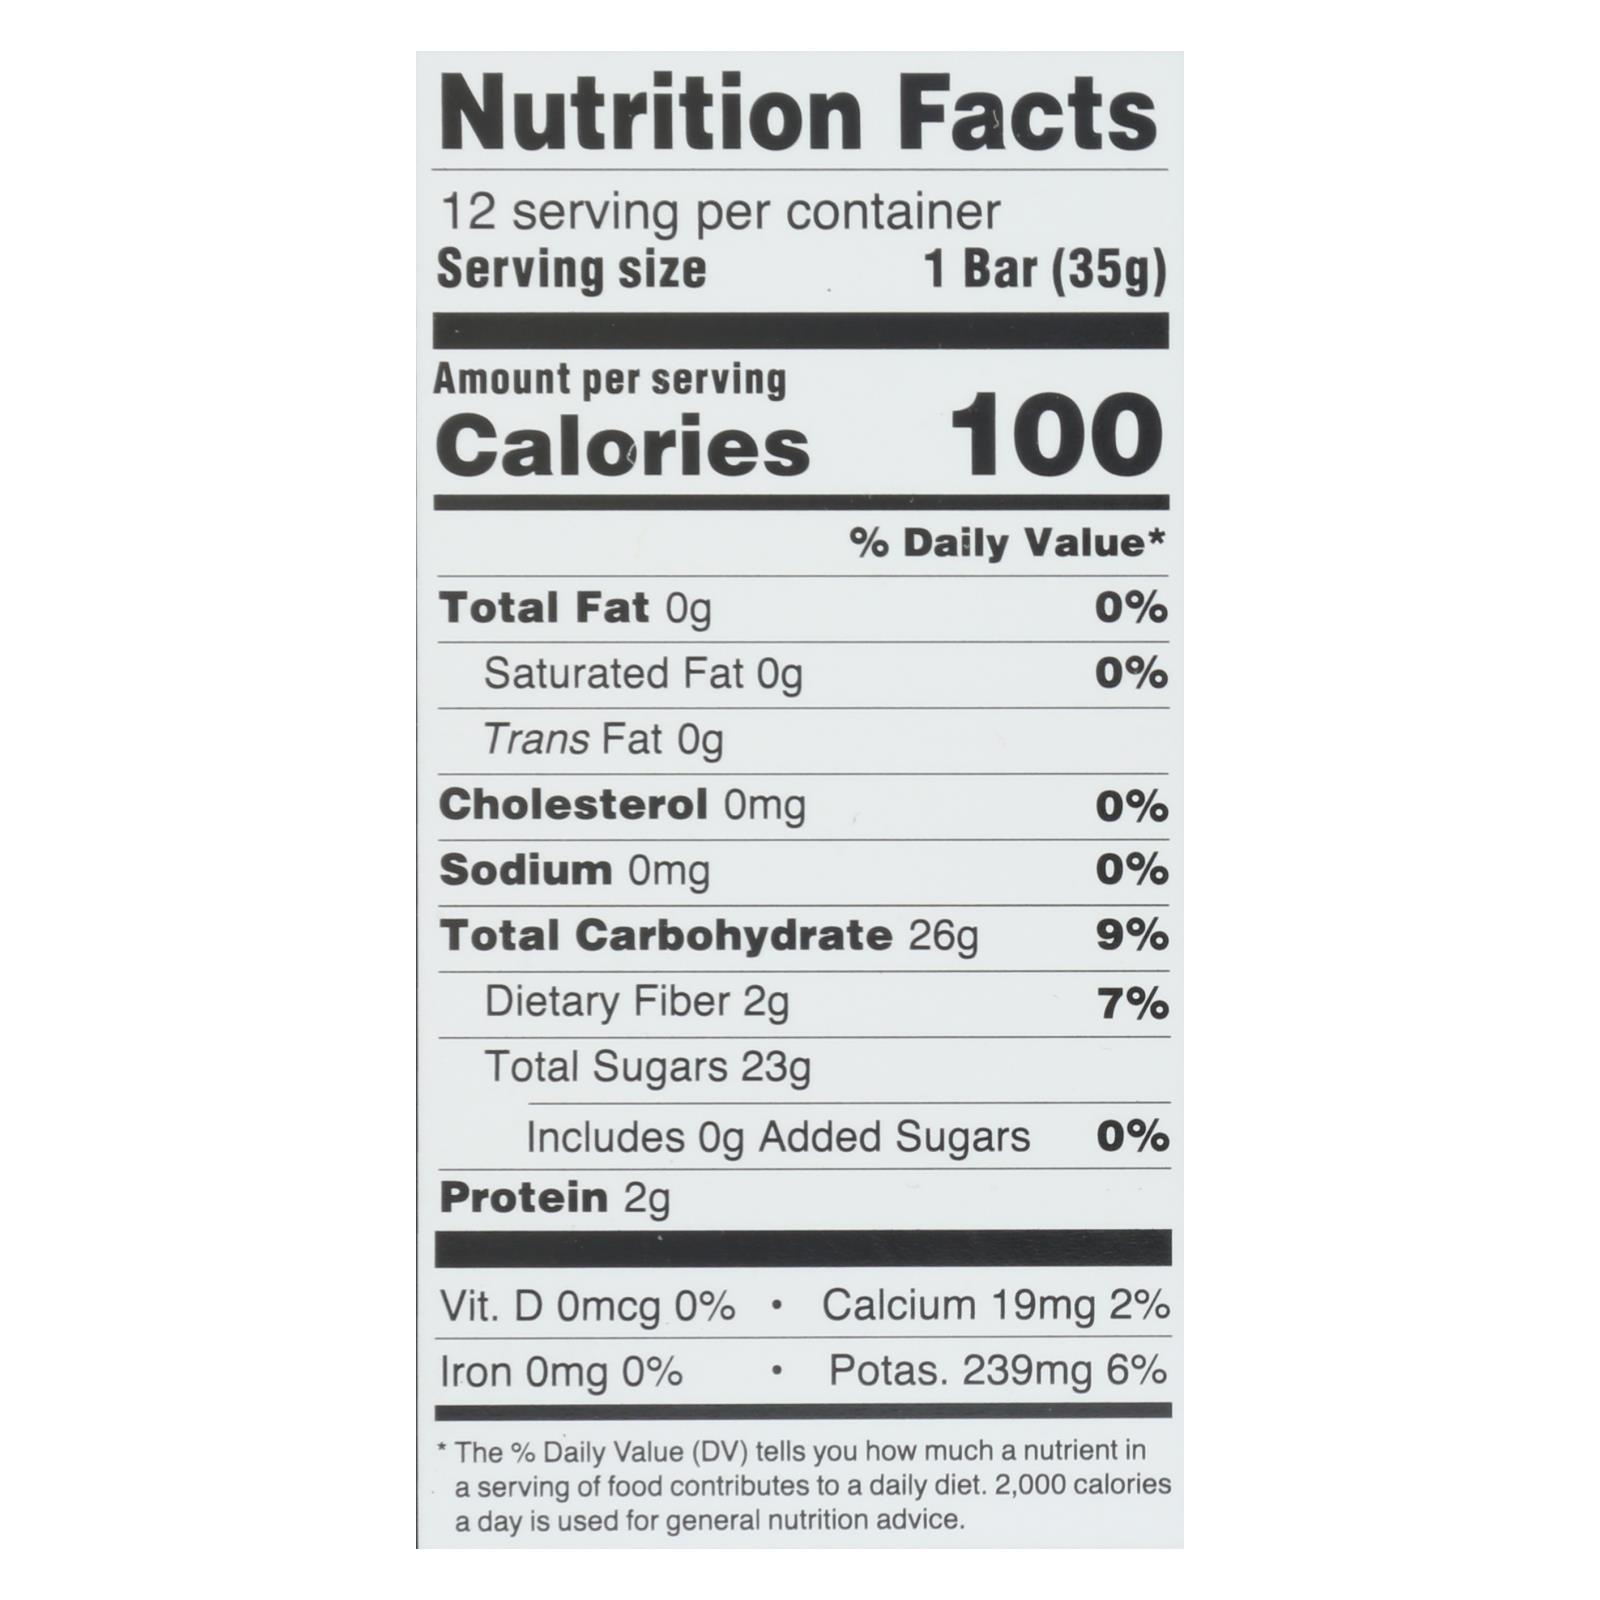 Nutrition Facts
12 serving per container
Serving size 1 Bar (35g)
Amount per serving
Calories 100
% Daily Value*
Total Fat 0g 0%
Saturated Fat 0g 0%
Trans Fat 0g
Cholesterol 0mg 0%
Sodium 0mg 0%
Total Carbohydrate 26g 9%
Dietary Fiber 2g 7%
Total Sugars 23g
Includes 0g Added Sugars 0%
Protein 2g
Vit. D 0mcg 0% • Calcium 19mg 2%
Iron 0mg 0% • Potas. 239mg 6%
* The % Daily Value (DV) tells you how much a nutrient in
a serving of food contributes to a daily diet. 2,000 calories
a day is used for general nutrition advice.